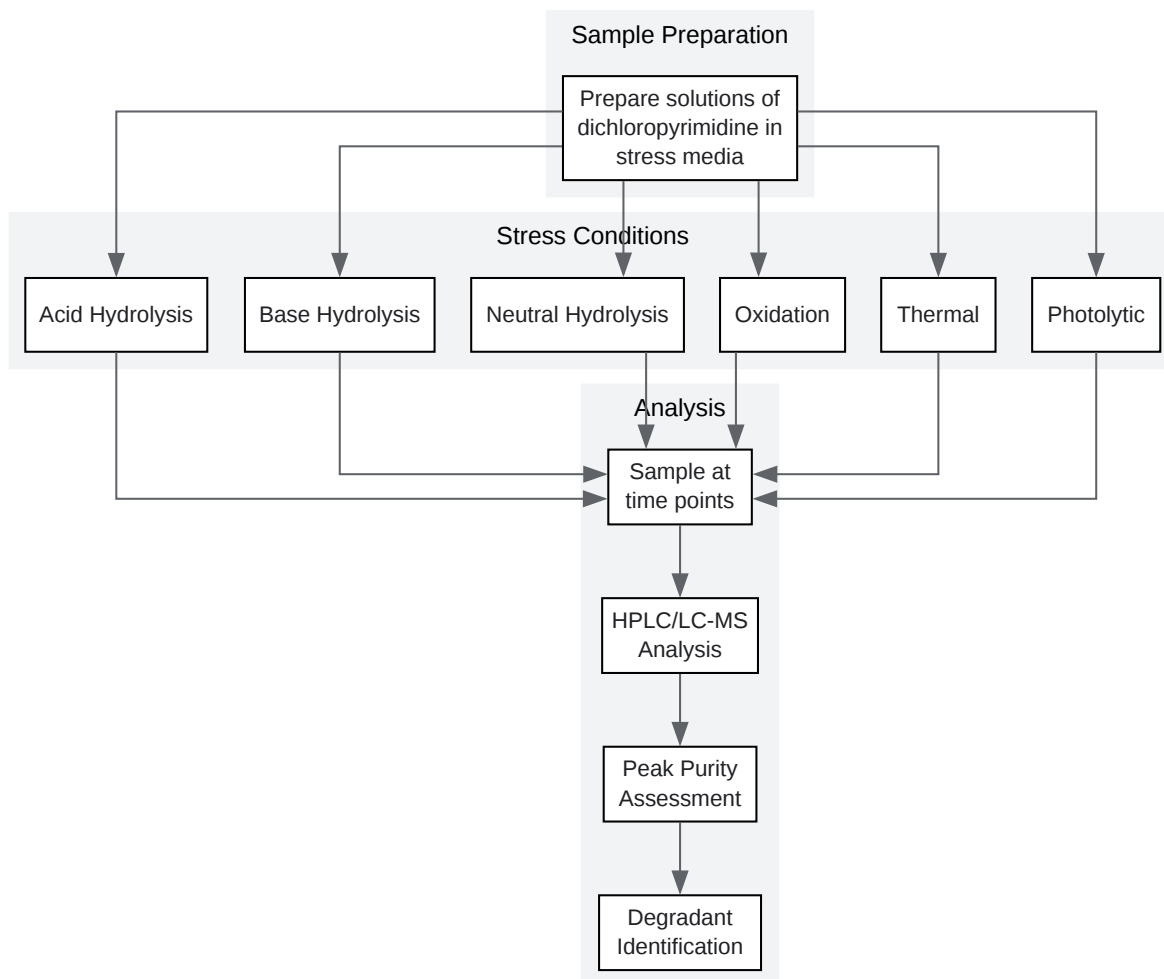 Sample Preparation
Prepare solutions of
dichloropyrimidine in
stress media
Stress Conditions
Acid Hydrolysis
Base Hydrolysis
Neutral Hydrolysis
Oxidation
Thermal
Photolytic
Analysis
Sample at
time points
HPLC/LC-MS
Analysis
Peak Purity
Assessment
Degradant
Identification